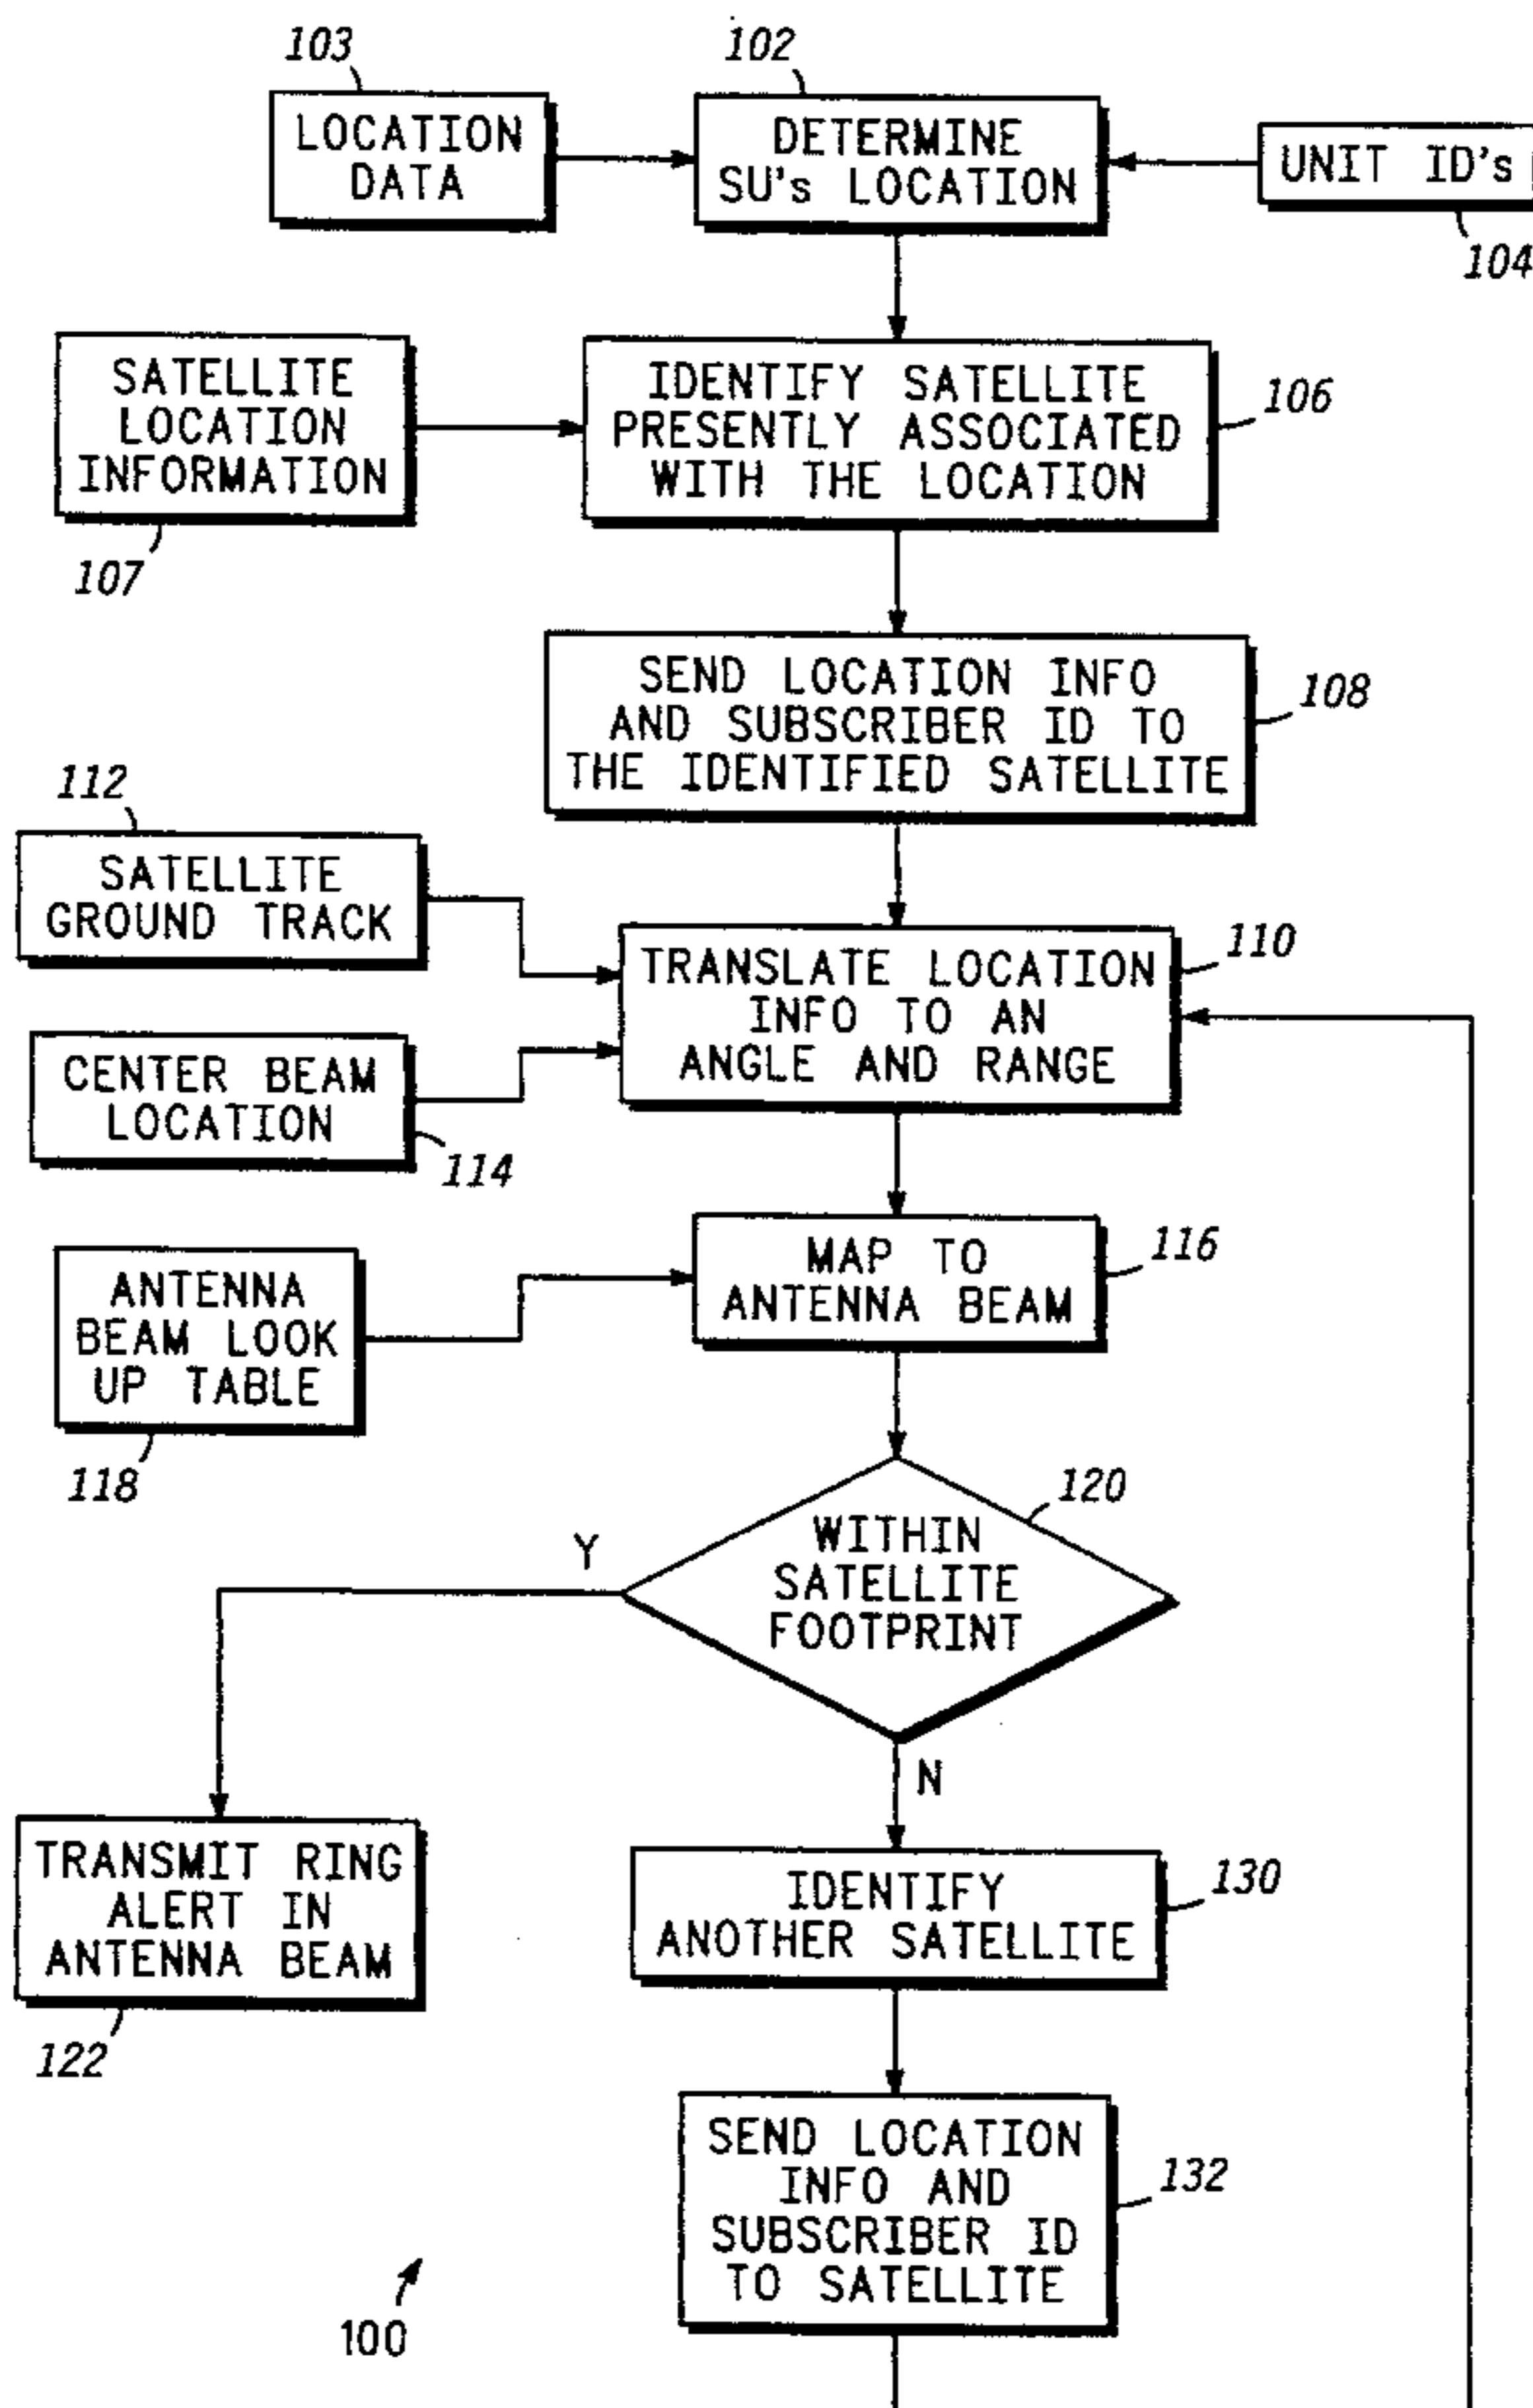 103
LOCATION
DATA
102
DETERMINE
SU's LOCATION
UNIT ID's
104
SATELLITE
LOCATION
INFORMATION
107
IDENTIFY SATELLITE
PRESENTLY ASSOCIATED
WITH THE LOCATION
106
SEND LOCATION INFO
AND SUBSCRIBER ID TO
THE IDENTIFIED SATELLITE
108
112
SATELLITE
GROUND TRACK
TRANSLATE LOCATION
INFO TO AN
ANGLE AND RANGE
110
CENTER BEAM
LOCATION
114
MAP TO
ANTENNA BEAM
116
ANTENNA
BEAM LOOK
UP TABLE
118
WITHIN
SATELLITE
FOOTPRINT
120
Y
N
TRANSMIT RING
ALERT IN
ANTENNA BEAM
122
IDENTIFY
ANOTHER SATELLITE
130
SEND LOCATION
INFO AND
SUBSCRIBER ID
TO SATELLITE
132
100